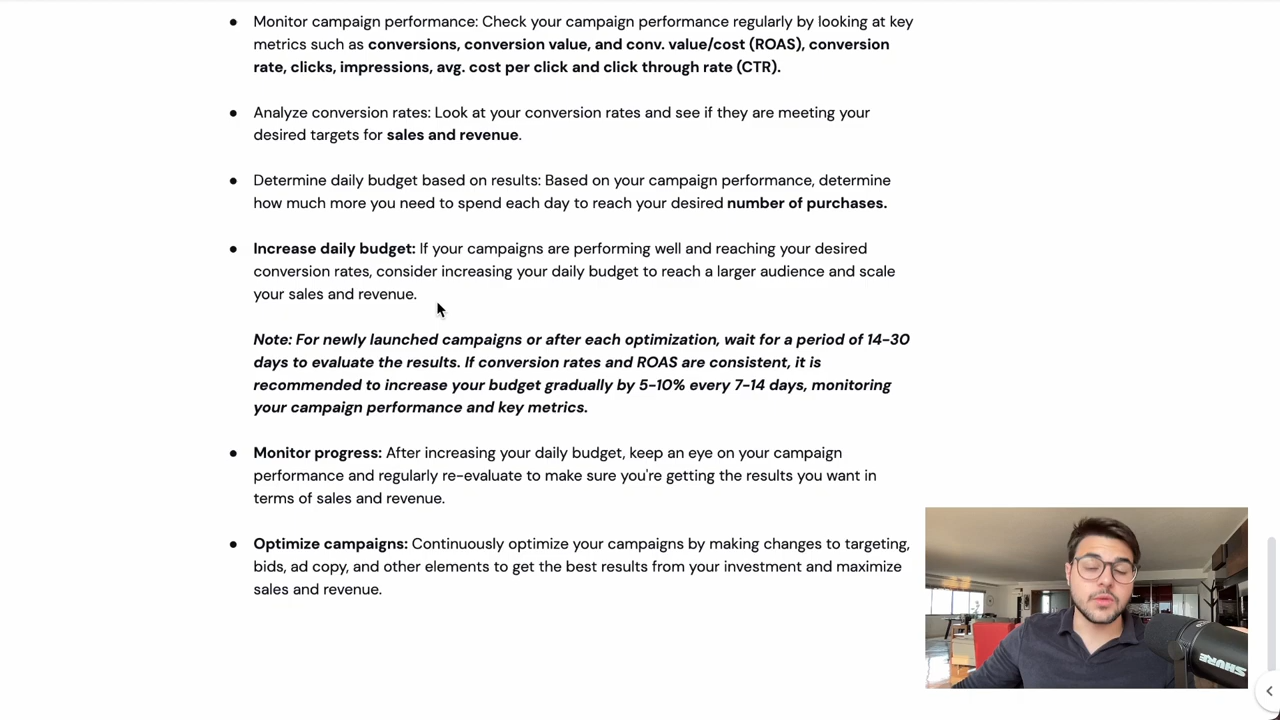 ● Monitor campaign performance: Check your campaign performance regularly by looking at key
metrics such as conversions, conversion value, and conv. value/cost (ROAS), conversion
rate, clicks, impressions, avg. cost per click and click through rate (CTR).
● Analyze conversion rates: Look at your conversion rates and see if they are meeting your
desired targets for sales and revenue.
● Determine daily budget based on results: Based on your campaign performance, determine
how much more you need to spend each day to reach your desired number of purchases.
● Increase daily budget: If your campaigns are performing well and reaching your desired
conversion rates, consider increasing your daily budget to reach a larger audience and scale
your sales and revenue.
Note: For newly launched campaigns or after each optimization, wait for a period of 14-30
days to evaluate the results. If conversion rates and ROAS are consistent, it is
recommended to increase your budget gradually by 5-10% every 7-14 days, monitoring
your campaign performance and key metrics.
● Monitor progress: After increasing your daily budget, keep an eye on your campaign
performance and regularly re-evaluate to make sure you're getting the results you want in
terms of sales and revenue.
● Optimize campaigns: Continuously optimize your campaigns by making changes to targeting,
bids, ad copy, and other elements to get the best results from your investment and maximize
sales and revenue.
SHURE